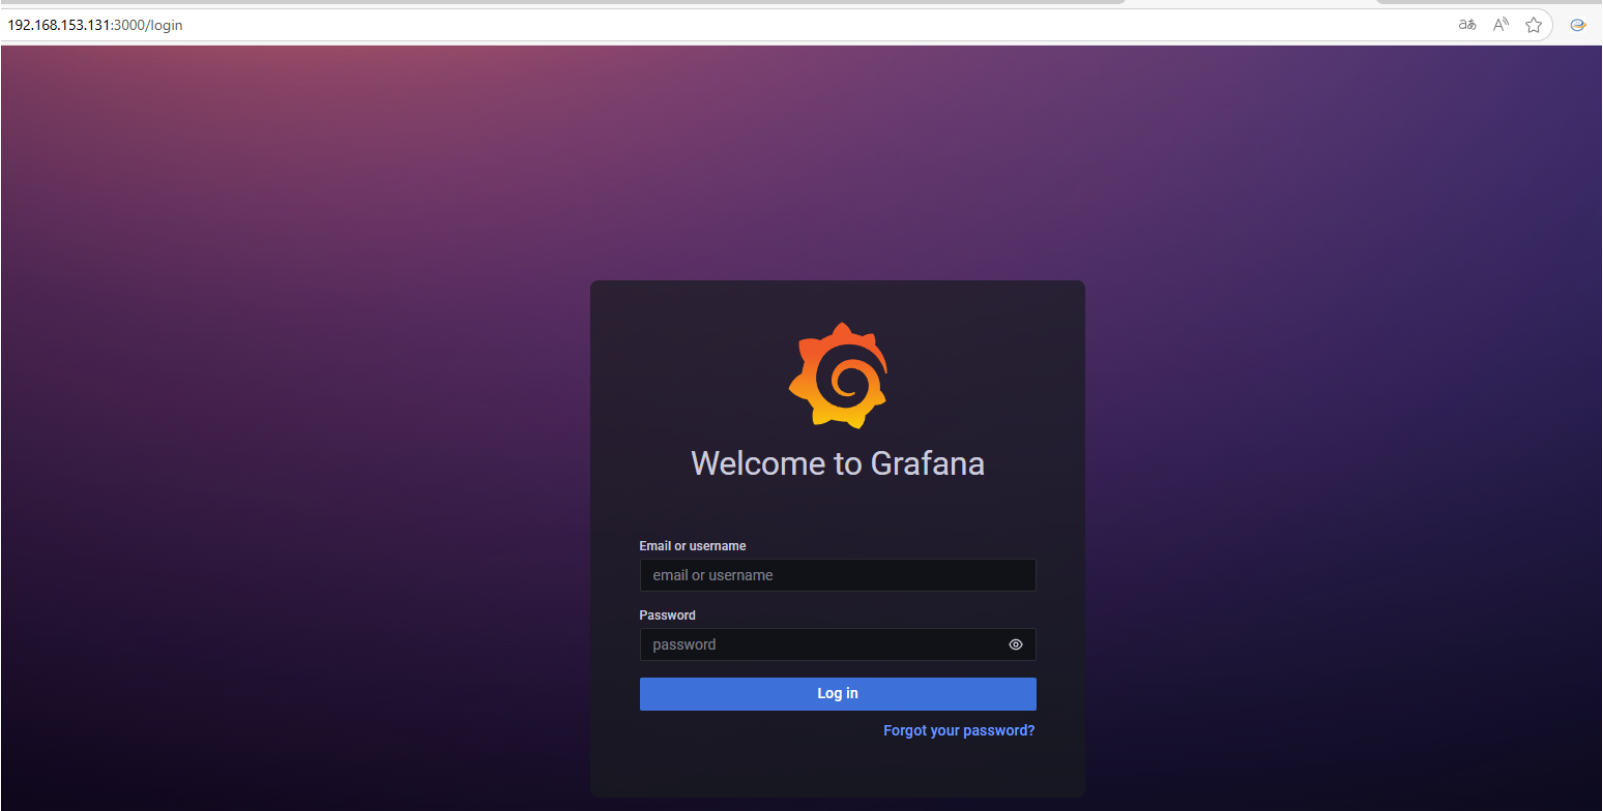 192.168.153.131:3000/login
Welcome to Grafana
Email or username
email or username
Password
password
Log in
Forgot your password?